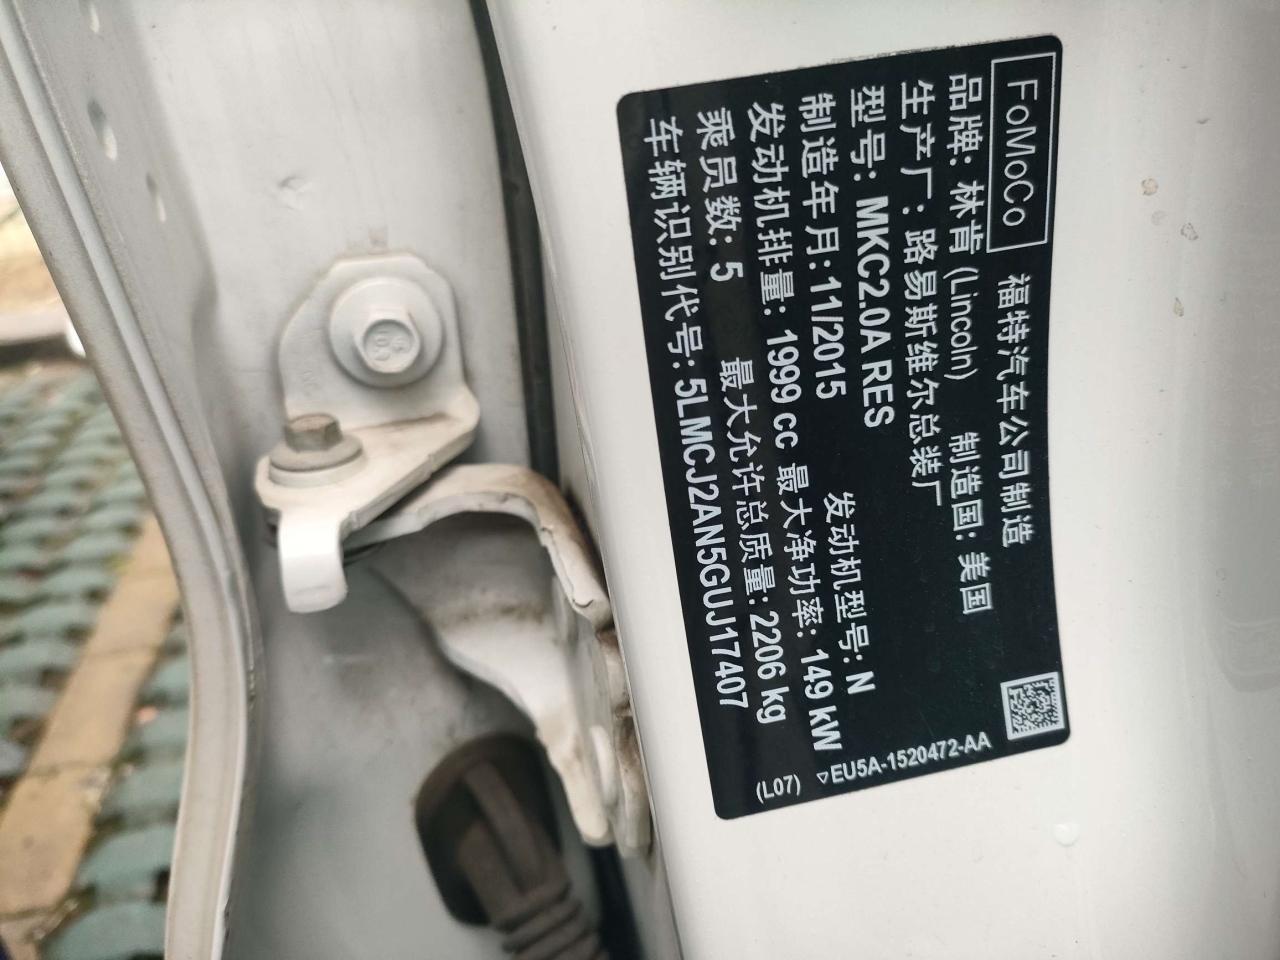 FoMoCo 福特汽车公司制造
品牌: 林肯 (Lincoln) 制造国: 美国
生产厂: 路易斯维尔总装厂
型号: MKC2.0A RES
制造年月:11/2015 发动机型号: N
发动机排量: 1999 cc 最大净功率: 149 kW
乘员数: 5 最大允许总质量: 2206 kg
车辆识别代号: 5LMCJ2AN5GUJ17407
EU5A-1520472-AA
(L07)